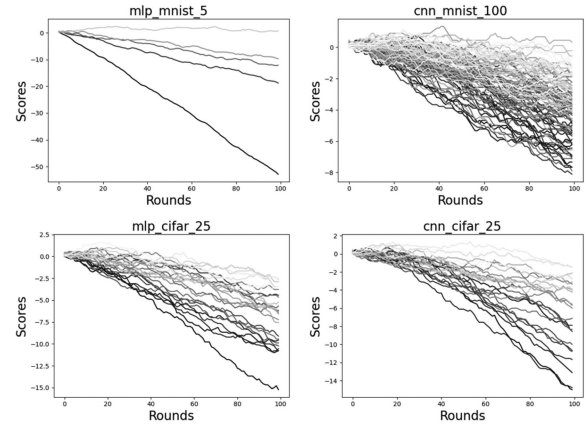 mlp_mnist_5
Scores
0
−10
−20
−30
−40
−50
0 20 40 60 80 100
Rounds
cnn_mnist_100
Scores
0
−2
−4
−6
−8
0 20 40 60 80 100
Rounds
mlp_cifar_25
Scores
2.5
0.0
−2.5
−5.0
−7.5
−10.0
−12.5
−15.0
0 20 40 60 80 100
Rounds
cnn_cifar_25
Scores
2
0
−2
−4
−6
−8
−10
−12
−14
0 20 40 60 80 100
Rounds